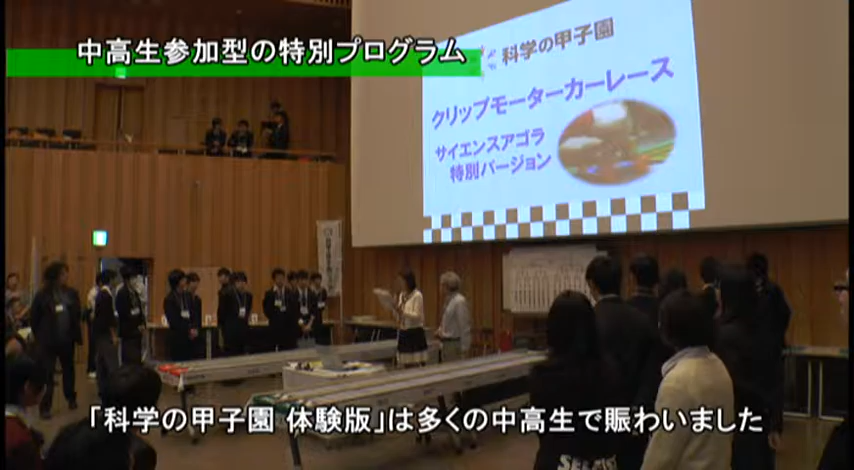 中高生参加型の特別プログラム
科学の甲子園
クリップモーターカーレース
サイエンスアゴラ
特別バージョン
「科学の甲子園 体験版」は多くの中高生で賑わいました